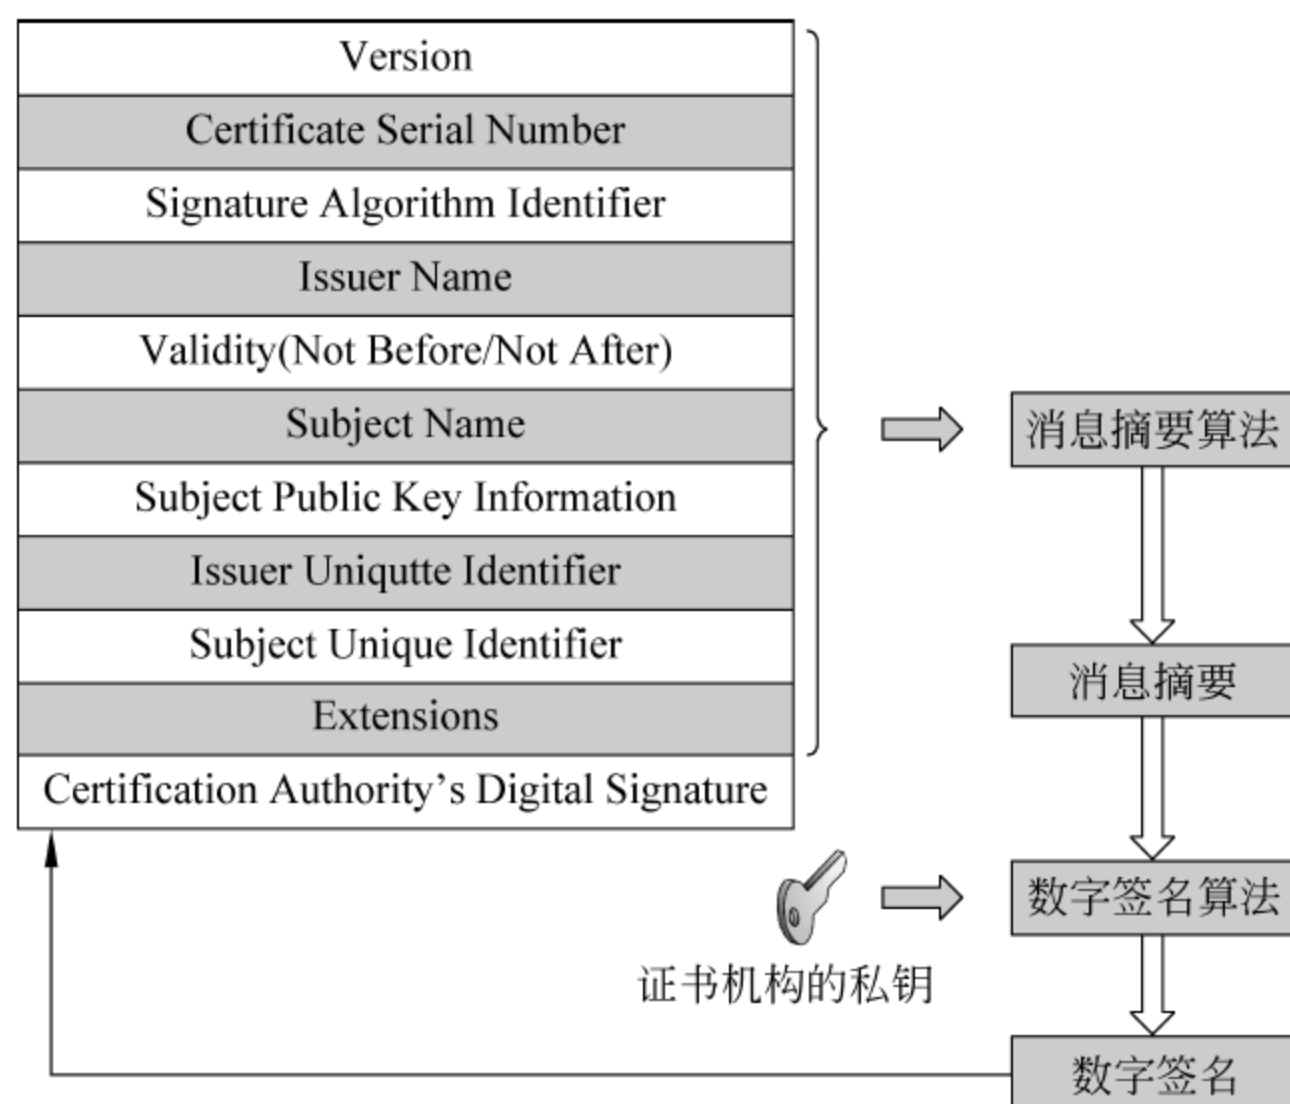 Version
Certificate Serial Number
Signature Algorithm Identifier
Issuer Name
Validity(Not Before/Not After)
Subject Name
Subject Public Key Information
Issuer Uniqutte Identifier
Subject Unique Identifier
Extensions
Certification Authority’s Digital Signature
消息摘要算法
消息摘要
数字签名算法
证书机构的私钥
数字签名